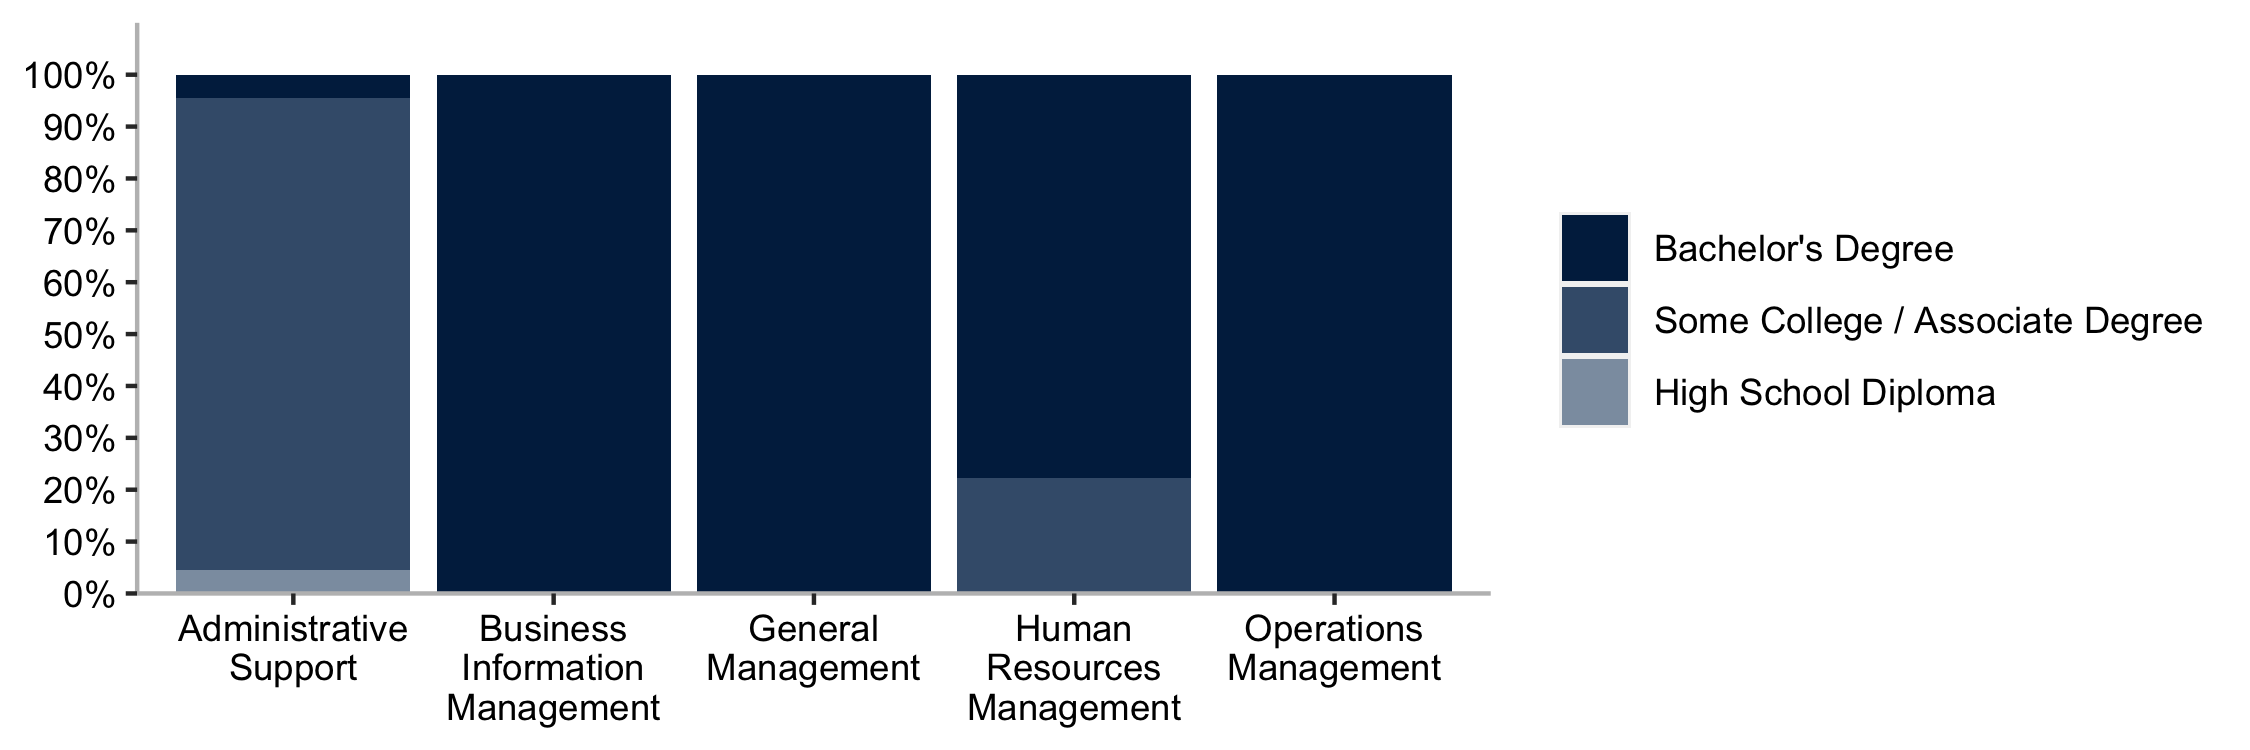 100%
90%
80%
70%
60%
50%
40%
30%
20%
10%
0%
Administrative
Support
Business
Information
Management
General
Management
Human
Resources
Management
Operations
Management
Bachelor's Degree
Some College / Associate Degree
High School Diploma